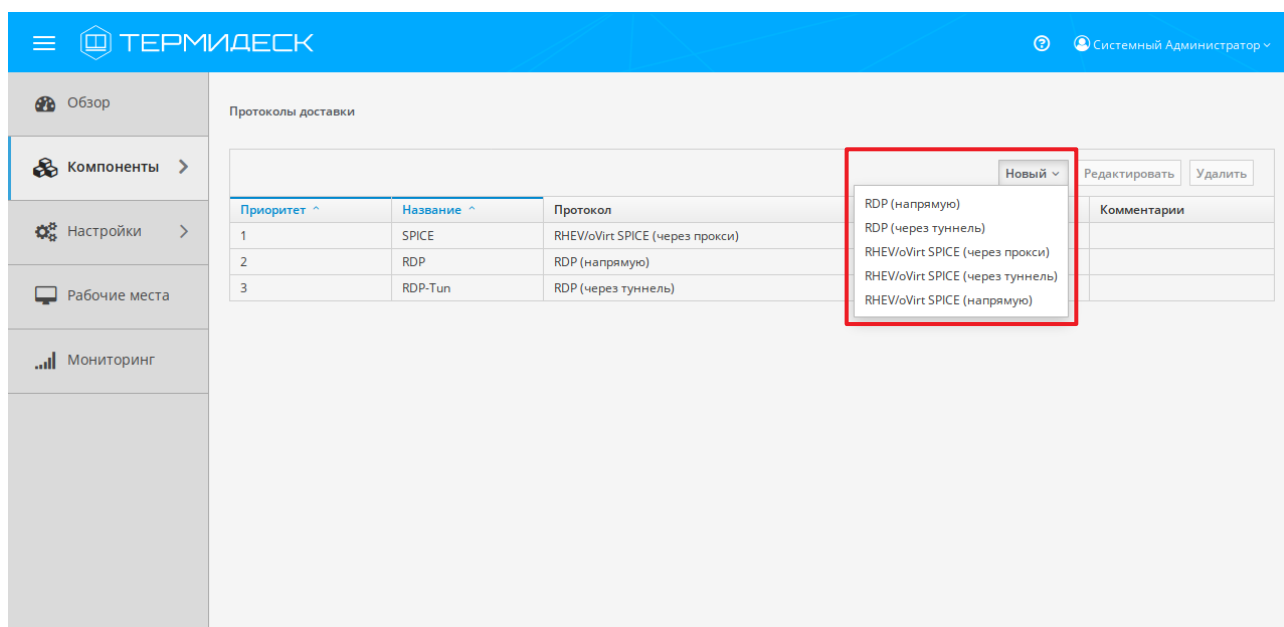 ТЕРМИДЕСК
Системный Администратор
Обзор
Компоненты
Настройки
Рабочие места
Мониторинг
Протоколы доставки
Новый Редактировать Удалить
Приоритет Название Протокол Комментарии
1 SPICE RHEV/oVirt SPICE (через прокси)
2 RDP RDP (напрямую)
3 RDP-Tun RDP (через туннель)
RDP (напрямую)
RDP (через туннель)
RHEV/oVirt SPICE (через прокси)
RHEV/oVirt SPICE (через туннель)
RHEV/oVirt SPICE (напрямую)